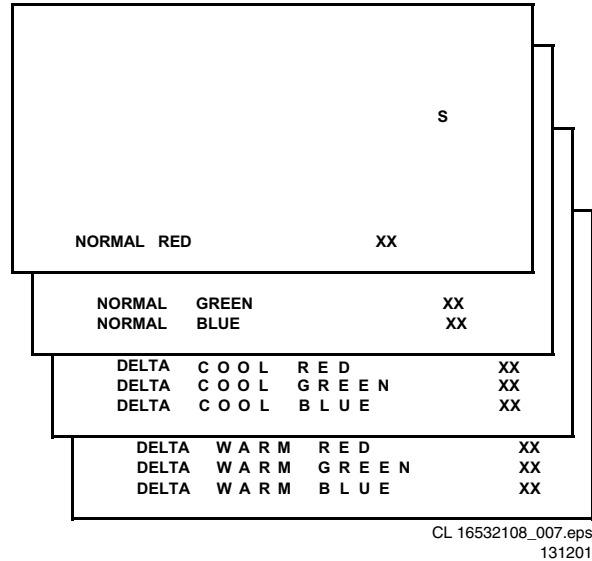 S
NORMAL RED XX
NORMAL GREEN XX
NORMAL BLUE XX
DELTA COOL RED XX
DELTA COOL GREEN XX
DELTA COOL BLUE XX
DELTA WARM RED XX
DELTA WARM GREEN XX
DELTA WARM BLUE XX
CL 16532108_007.eps
131201